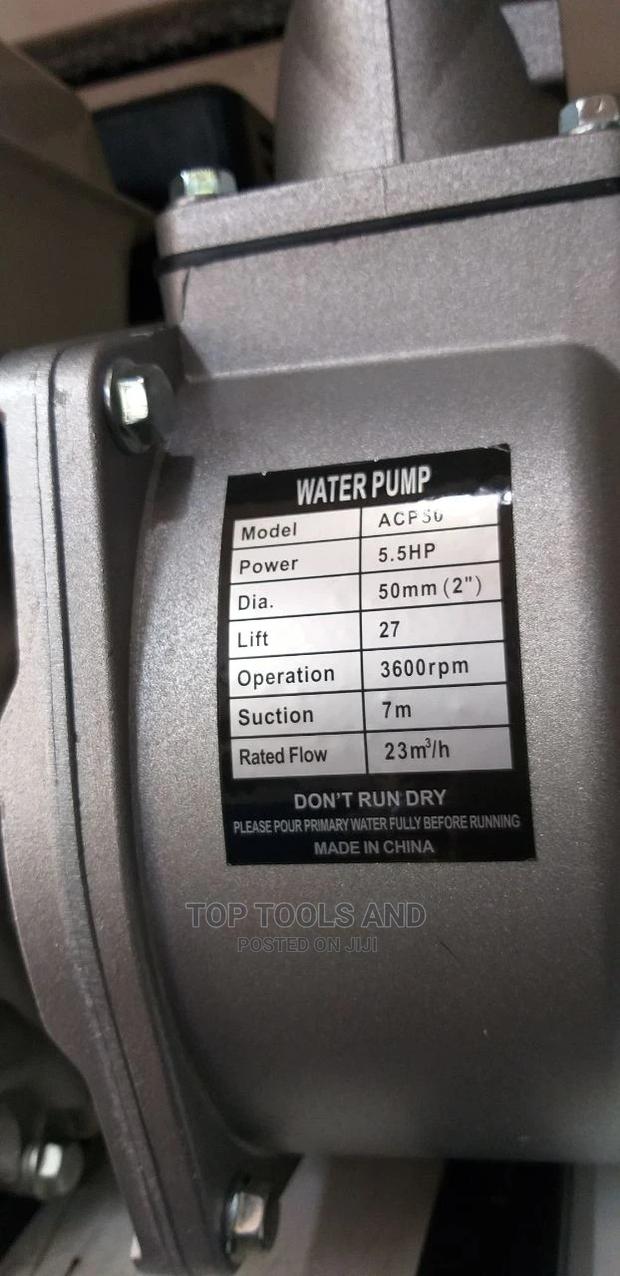 WATER PUMP
Model
Power 5.5HP
Dia. 50mm (2")
Lift 27
Operation 3600rpm
Suction 7m
Rated Flow 23m³/h
DON'T RUN DRY
PLEASE POUR PRIMARY WATER FULLY BEFORE RUNNING
MADE IN CHINA
TOP TOOLS AND
POSTED ON JIJI